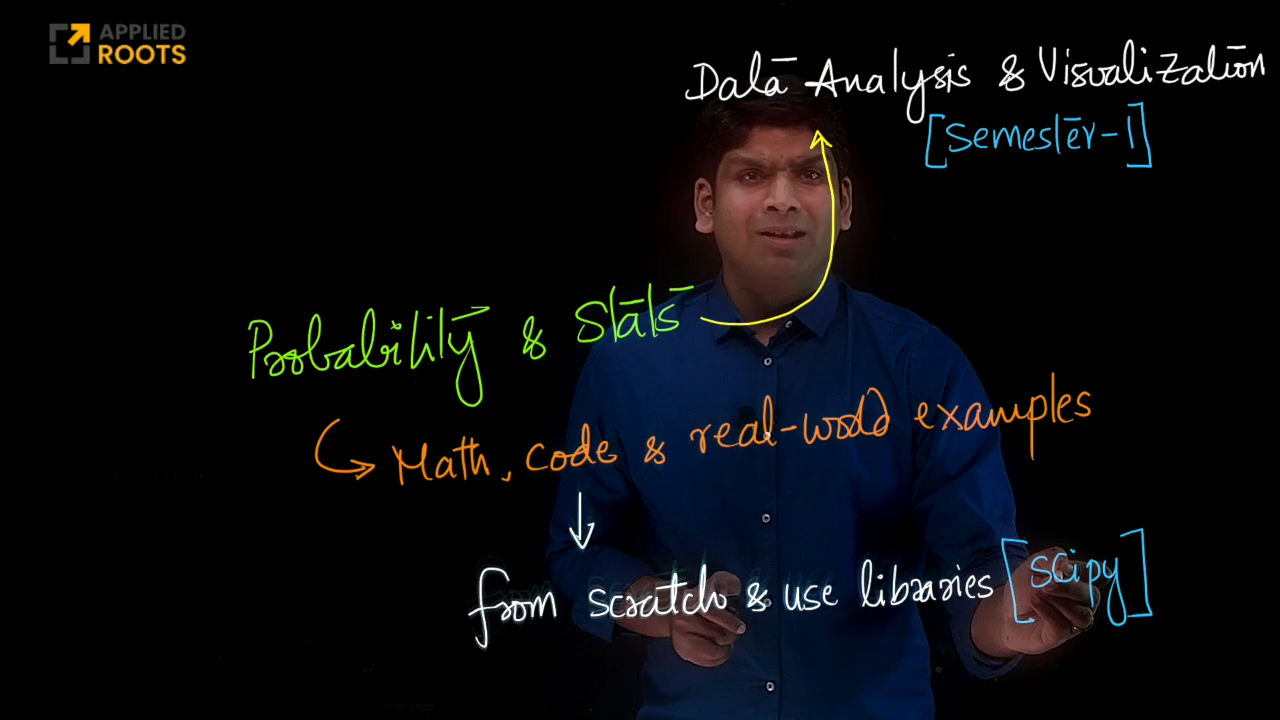 APPLIED
ROOTS
Data Analysis & Visualization
[Semester-1]
Probability & Stats
Math, code & real-world examples
from scratch & use libraries [scipy]